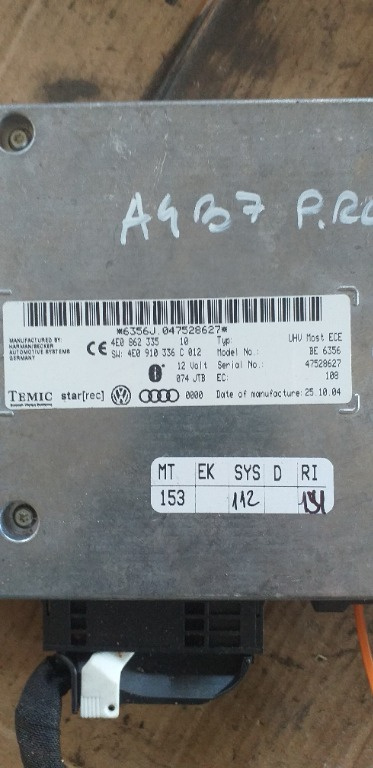 A4 B7
*6356J.047528627*
MANUFACTURED BY: HARMAN/BECKER AUTOMOTIVE SYSTEMS GERMANY
CE 4E0 862 335 10 Typ: UHV Most ECE
SW: 4E0 910 336 C 012 Model No.: BE 6356
12 Volt Serial No.: 47528627
074 JTB EC: 108
TEMIC star[rec] 0000 Date of manufacture: 25.10.04
MT EK SYS D RI
153 112 131